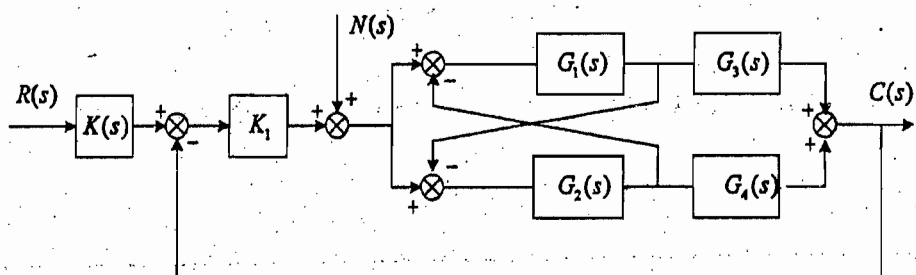 N(s)
+
+
+
−
G₁(s)
G₃(s)
+
R(s)
K(s)
+
−
K₁
+
C(s)
+
−
+
G₂(s)
G₄(s)